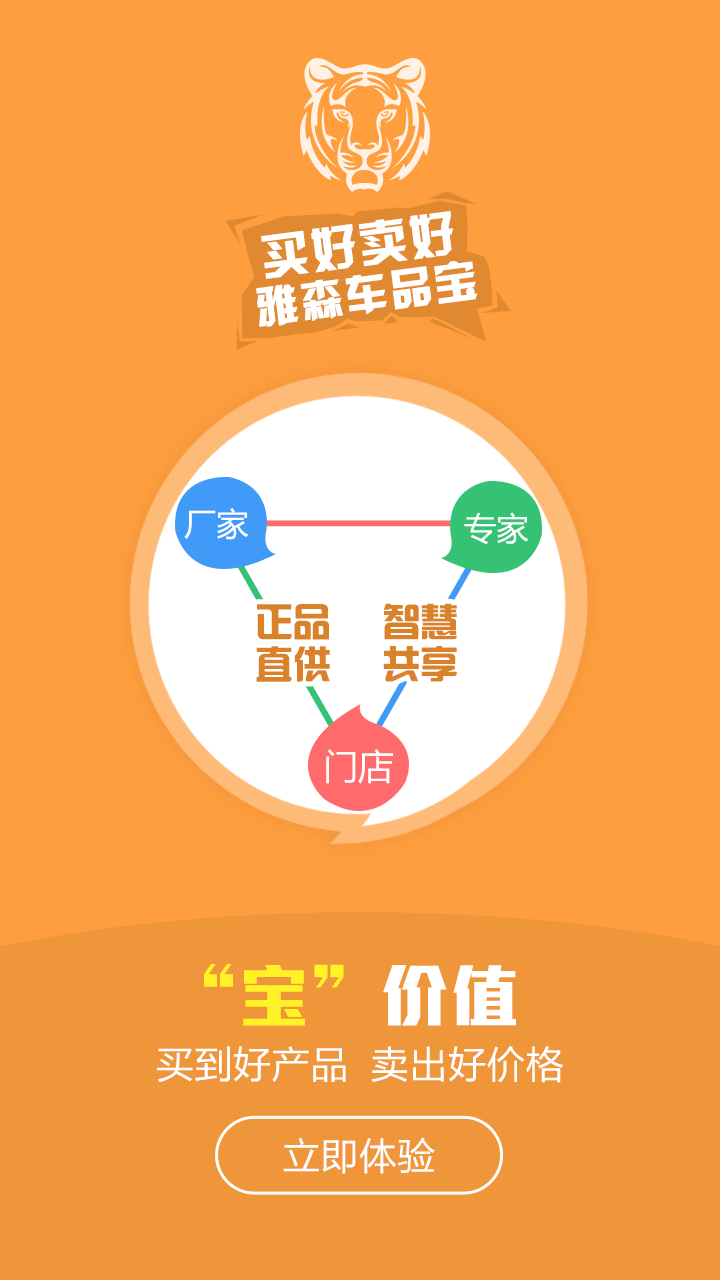 买好卖好
雅森车品宝
厂家
专家
正品
直供
智慧
共享
门店
“宝” 价值
买到好产品 卖出好价格
立即体验